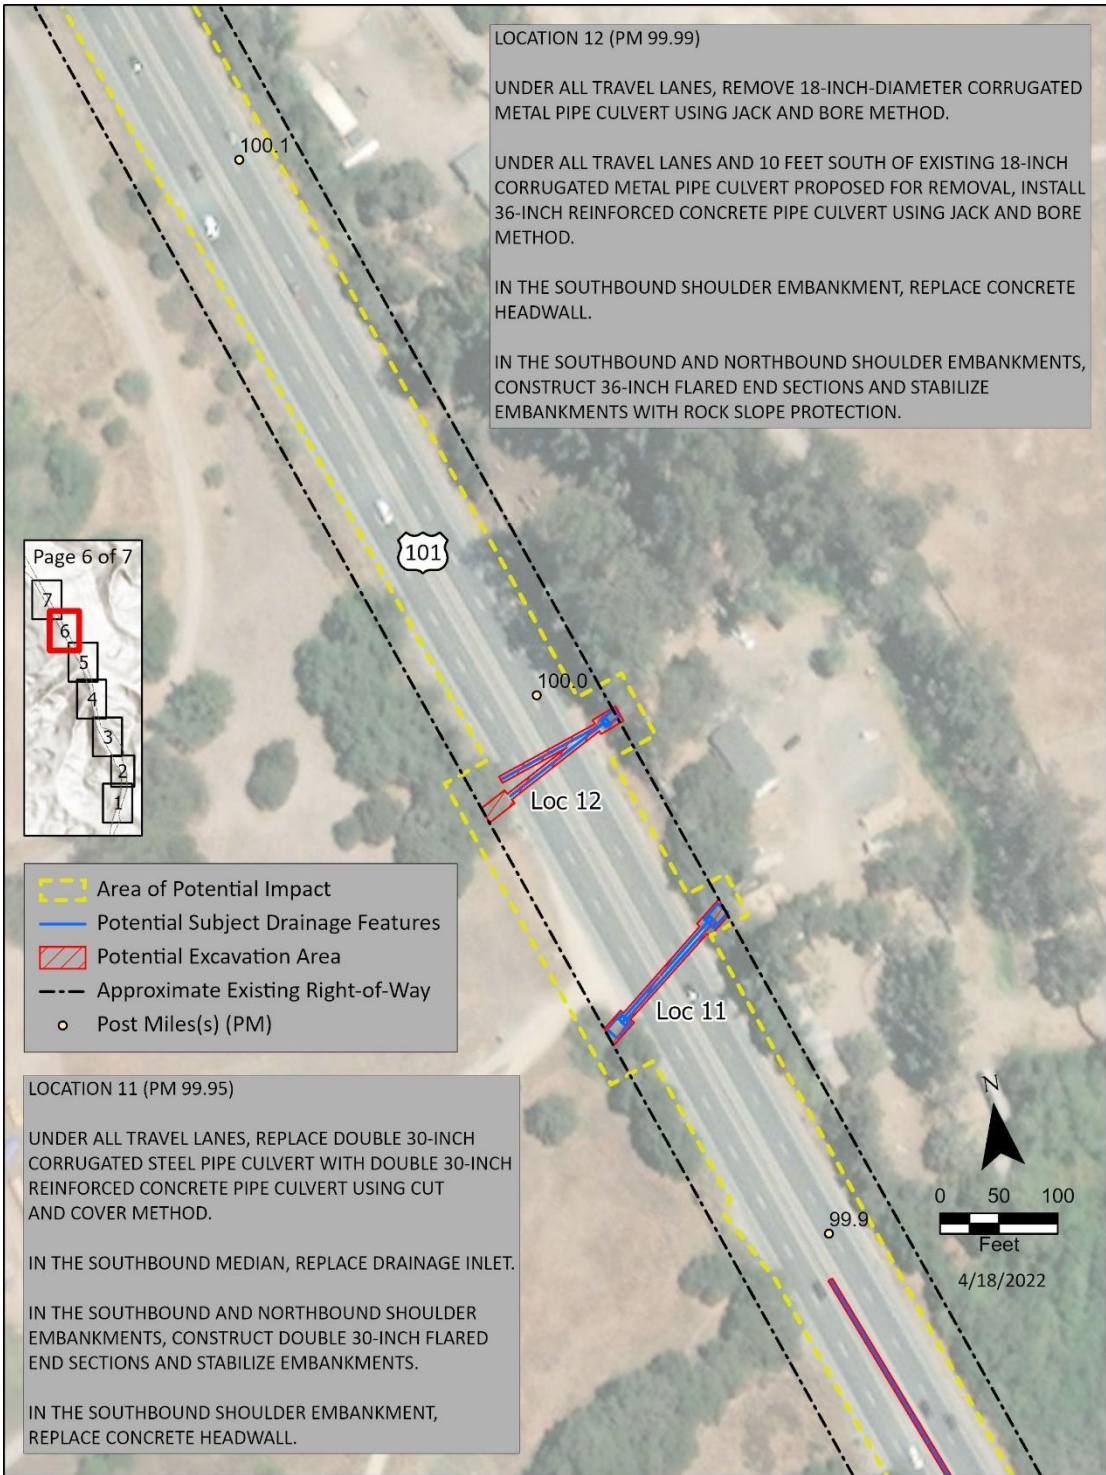 LOCATION 12 (PM 99.99)
UNDER ALL TRAVEL LANES, REMOVE 18-INCH-DIAMETER CORRUGATED
METAL PIPE CULVERT USING JACK AND BORE METHOD.
UNDER ALL TRAVEL LANES AND 10 FEET SOUTH OF EXISTING 18-INCH
CORRUGATED METAL PIPE CULVERT PROPOSED FOR REMOVAL, INSTALL
36-INCH REINFORCED CONCRETE PIPE CULVERT USING JACK AND BORE
METHOD.
IN THE SOUTHBOUND SHOULDER EMBANKMENT, REPLACE CONCRETE
HEADWALL.
IN THE SOUTHBOUND AND NORTHBOUND SHOULDER EMBANKMENTS,
CONSTRUCT 36-INCH FLARED END SECTIONS AND STABILIZE
EMBANKMENTS WITH ROCK SLOPE PROTECTION.
100.1
101
Page 6 of 7
7
6
5
4
3
2
1
100.0
Loc 12
Loc 11
Area of Potential Impact
Potential Subject Drainage Features
Potential Excavation Area
Approximate Existing Right-of-Way
Post Miles(s) (PM)
LOCATION 11 (PM 99.95)
UNDER ALL TRAVEL LANES, REPLACE DOUBLE 30-INCH
CORRUGATED STEEL PIPE CULVERT WITH DOUBLE 30-INCH
REINFORCED CONCRETE PIPE CULVERT USING CUT
AND COVER METHOD.
IN THE SOUTHBOUND MEDIAN, REPLACE DRAINAGE INLET.
IN THE SOUTHBOUND AND NORTHBOUND SHOULDER
EMBANKMENTS, CONSTRUCT DOUBLE 30-INCH FLARED
END SECTIONS AND STABILIZE EMBANKMENTS.
IN THE SOUTHBOUND SHOULDER EMBANKMENT,
REPLACE CONCRETE HEADWALL.
99.9
N
0 50 100
Feet
4/18/2022